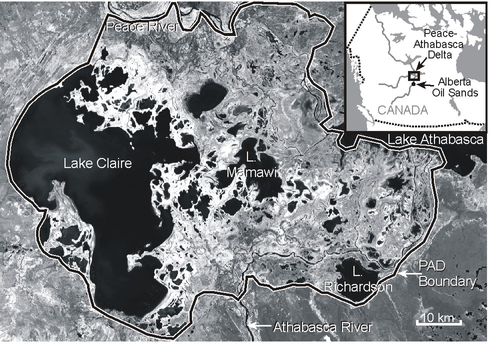 Peace River
Peace-
Athabasca
Delta
Alberta
Oil Sands
CANADA
Lake Athabasca
Lake Claire
L.
Mamawi
L.
Richardson
PAD
Boundary
10 km
Athabasca River